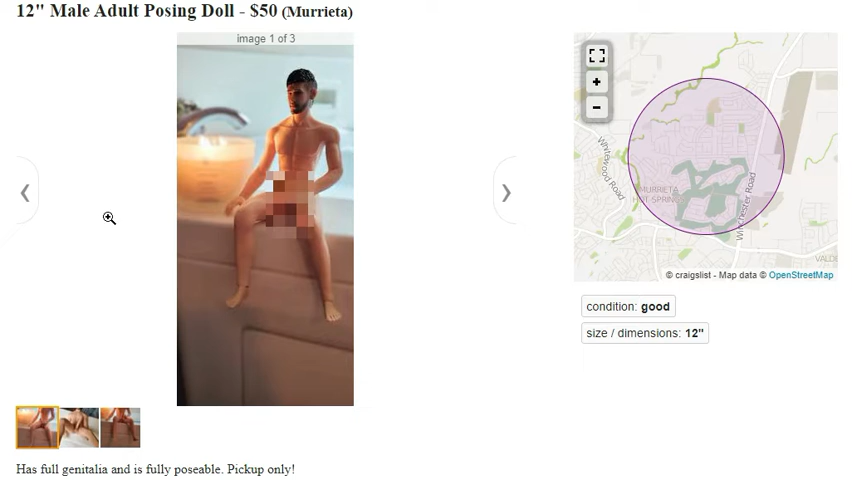 12" Male Adult Posing Doll - $50 (Murrieta)
image 1 of 3
+
−
Whitewood Road
MURRIETA
HOT SPRINGS
Winchester Road
© craigslist - Map data © OpenStreetMap
condition: good
size / dimensions: 12"
Has full genitalia and is fully poseable. Pickup only!